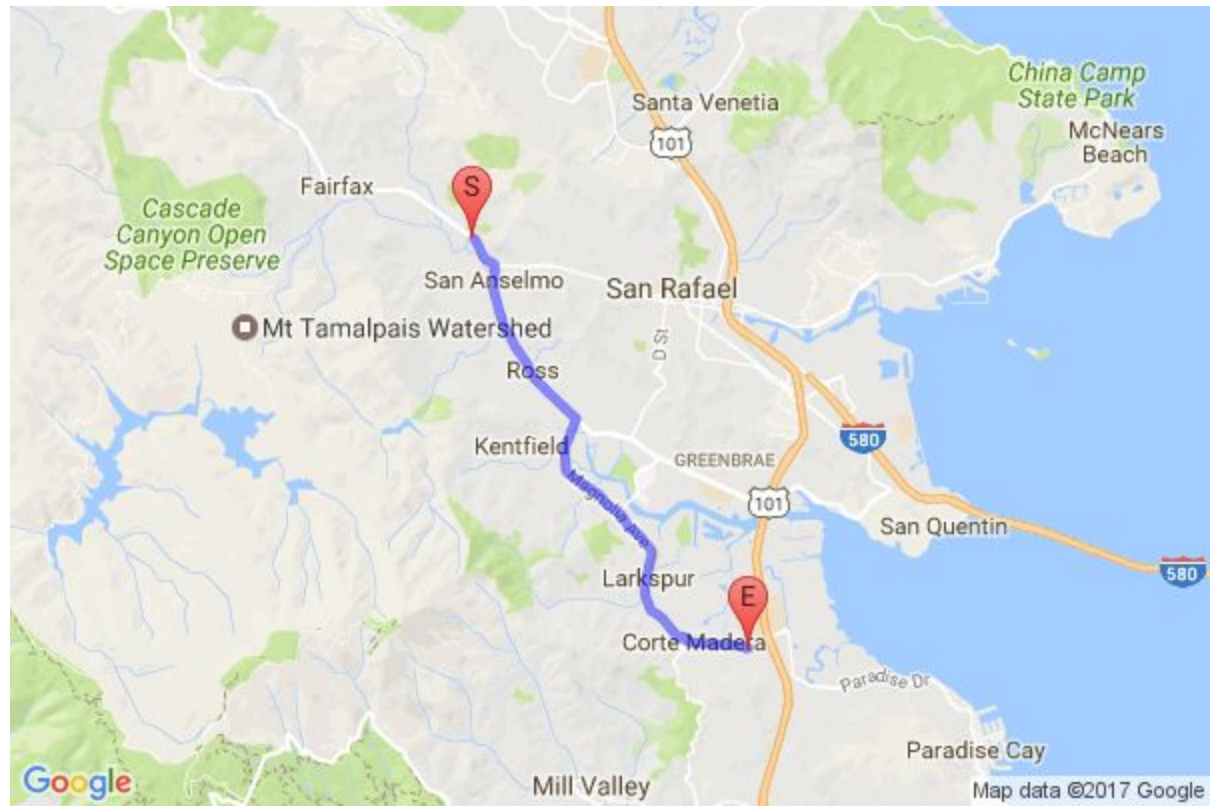 China Camp
State Park
Santa Venetia
101
McNears
Beach
Fairfax
S
Cascade
Canyon Open
Space Preserve
San Anselmo
San Rafael
Mt Tamalpais Watershed
D St
Ross
580
Kentfield
GREENBRAE
Magnolia Ave
101
San Quentin
580
Larkspur
E
Corte Madera
Paradise Dr
Paradise Cay
Mill Valley
Google
Map data ©2017 Google